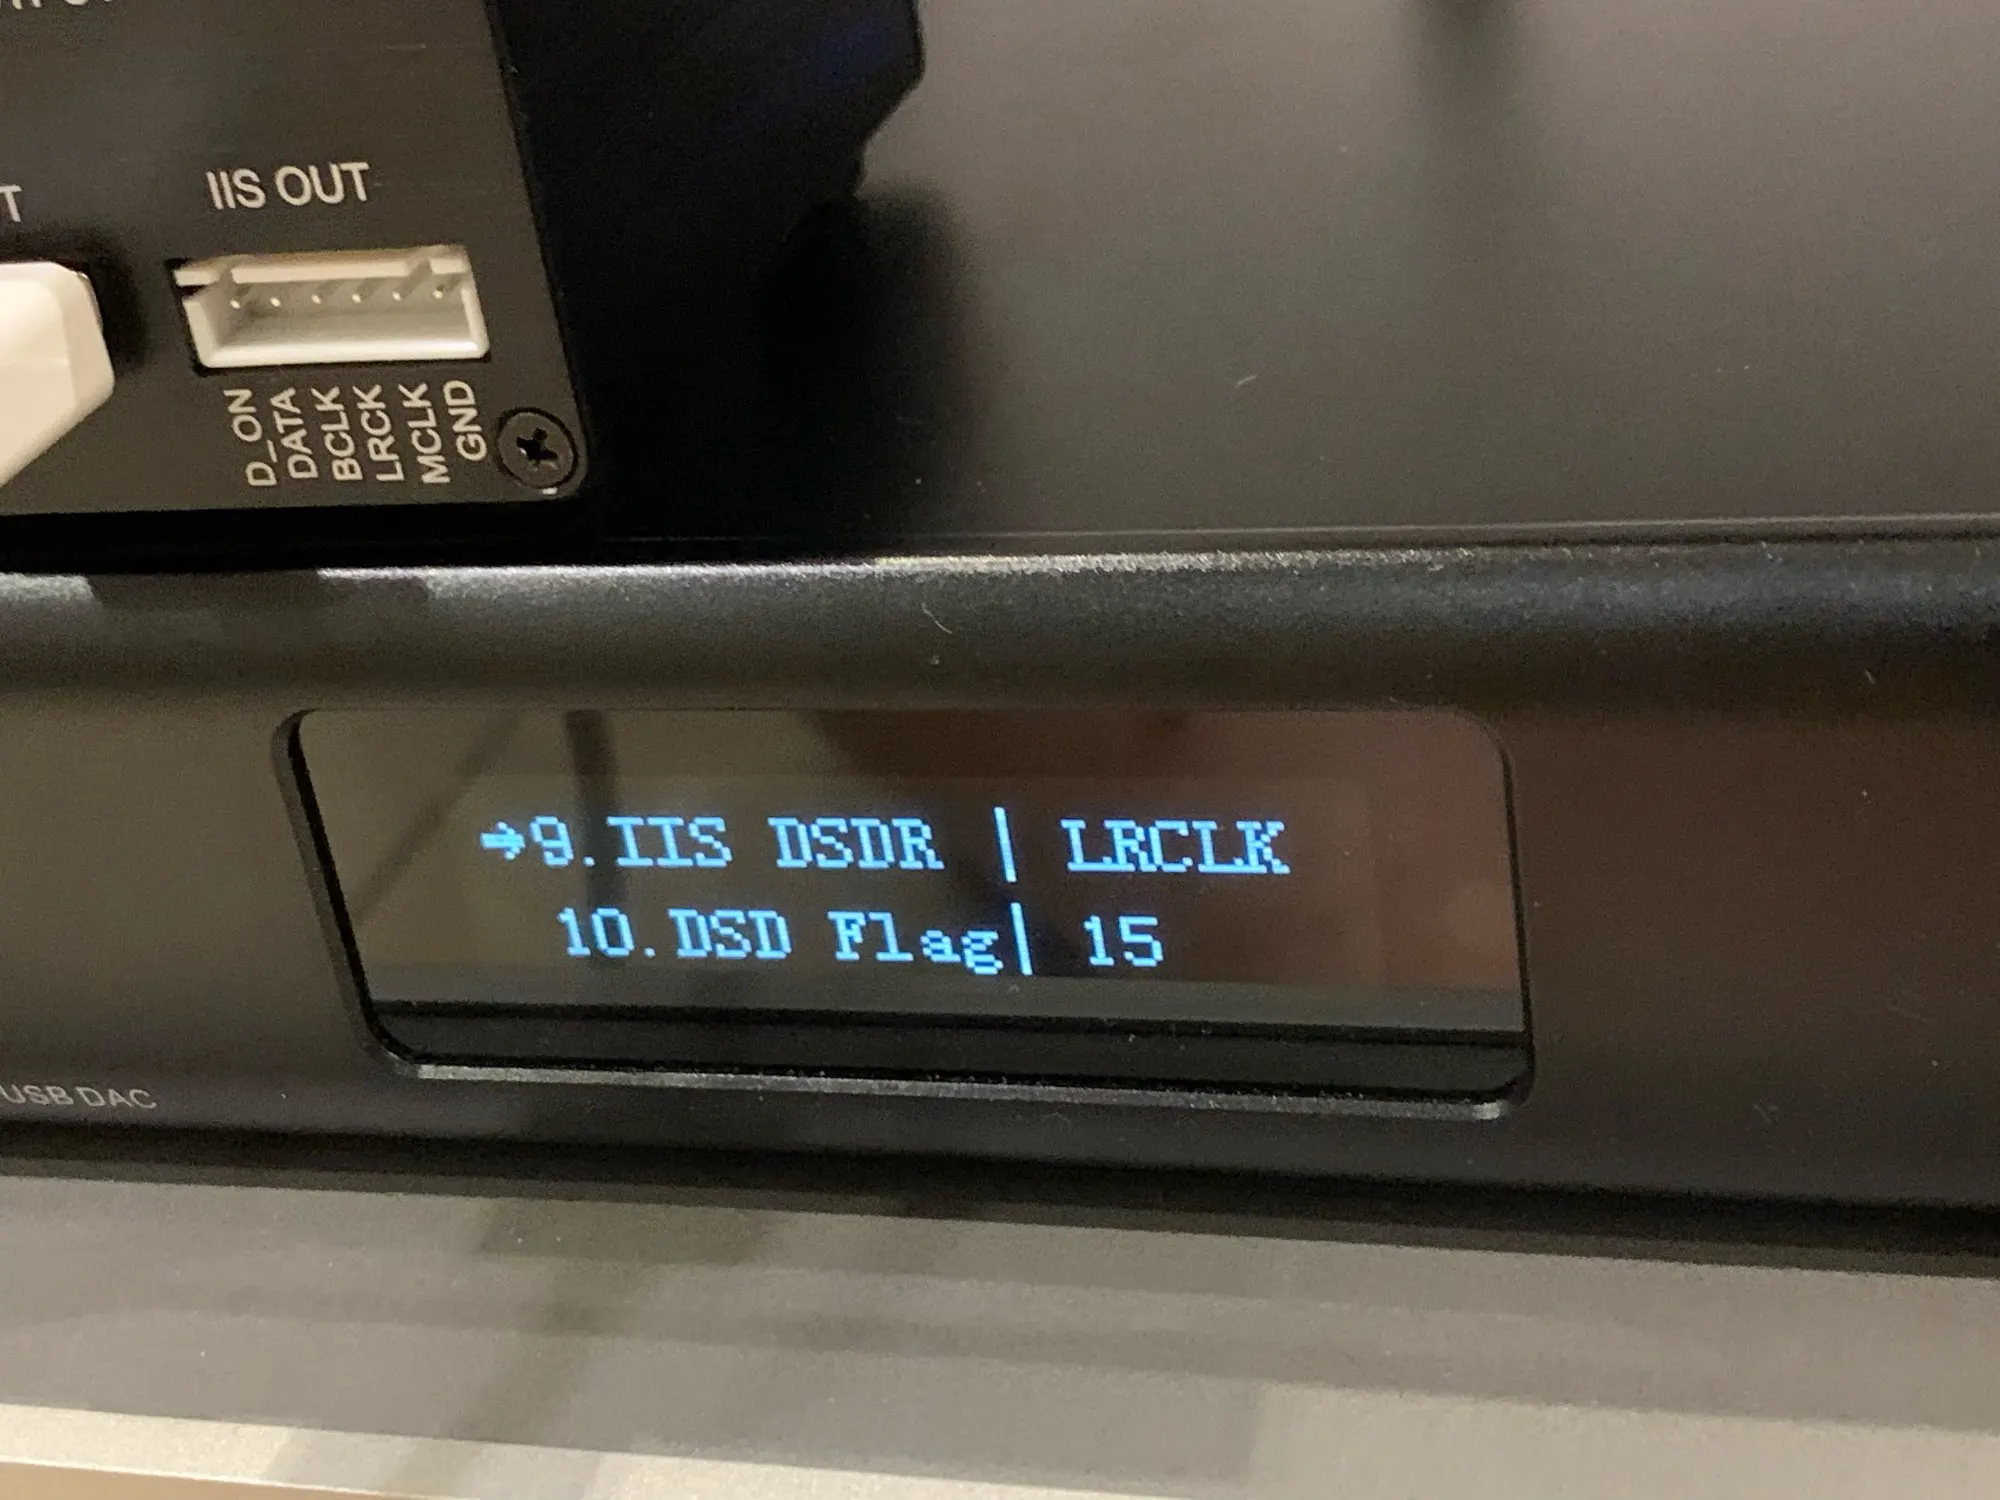 IIS OUT
D_ON
DATA
BCLK
LRCK
MCLK
GND
➔9.IIS DSDR | LRCLK
10.DSD Flag| 15
USB DAC